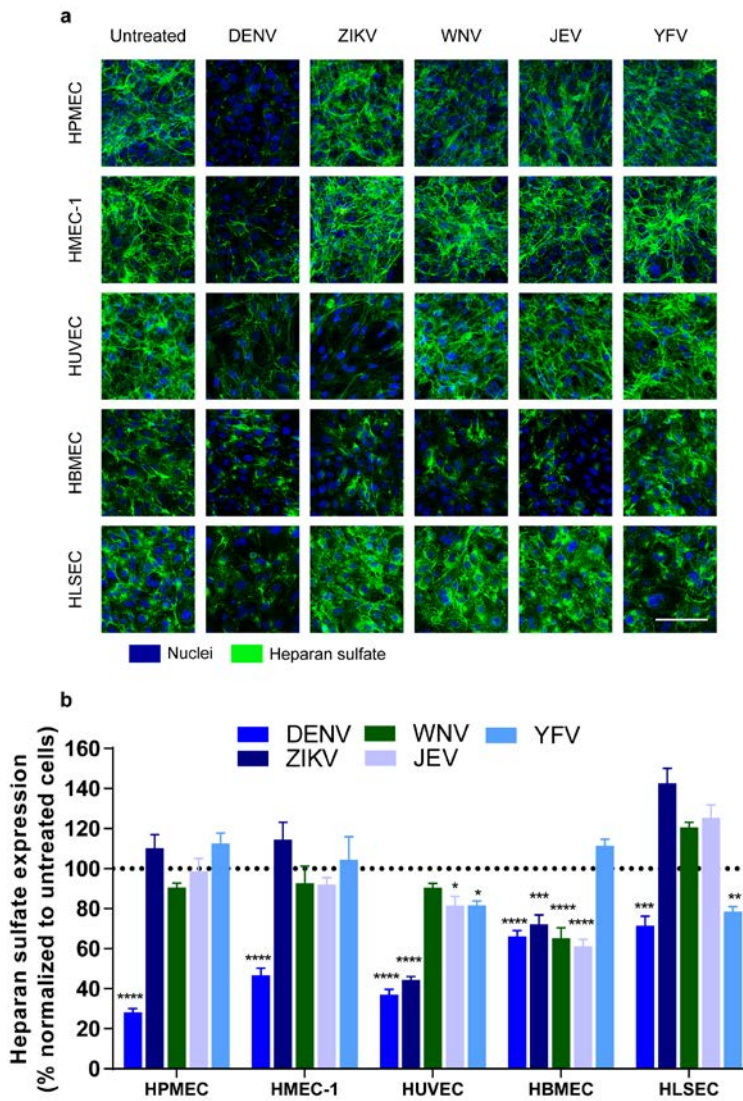 a
Untreated DENV ZIKV WNV JEV YFV
HPMEC
HMEC-1
HUVEC
HBMEC
HLSEC
Nuclei Heparan sulfate
b
DENV WNV YFV
ZIKV JEV
Heparan sulfate expression
(% normalized to untreated cells)
160
140
120
100
80
60
40
20
0
****
****
**** **** * *
**** *** **** ****
*** **
HPMEC HMEC-1 HUVEC HBMEC HLSEC